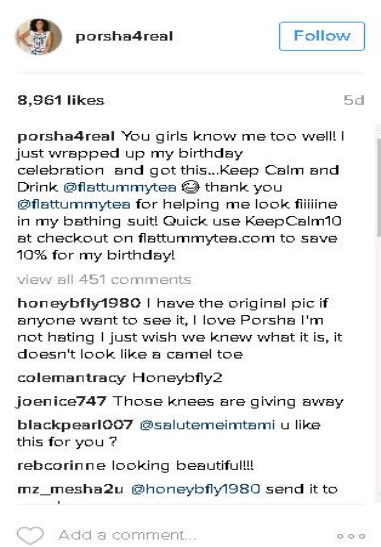 porsha4real
Follow
8,961 likes
5d
porsha4real You girls know me too well! I
just wrapped up my birthday
celebration and got this...Keep Calm and
Drink @flattummytea 😂 thank you
@flattummytea for helping me look fiiiiine
in my bathing suit! Quick use KeepCalm10
at checkout on flattummytea.com to save
10% for my birthday!
view all 451 comments
honeybfly1980 I have the original pic if
anyone want to see it, I love Porsha I'm
not hating I just wish we knew what it is, it
doesn't look like a camel toe
colemantracy Honeybfly2
joenice747 Those knees are giving away
blackpearl007 @salutemeimtami u like
this for you ?
rebcorinne looking beautiful!!!
mz_mesha2u @honeybfly1980 send it to
Add a comment...